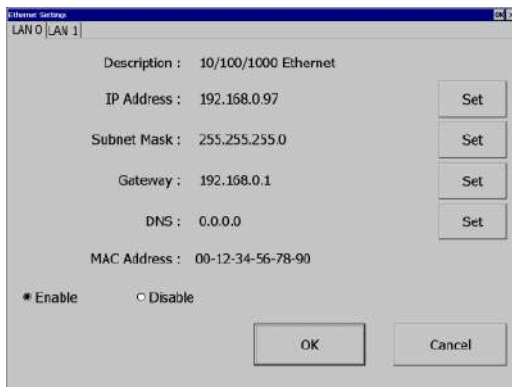 Ethernet Settings OK ×
LAN 0 LAN 1
Description : 10/100/1000 Ethernet
IP Address : 192.168.0.97 Set
Subnet Mask : 255.255.255.0 Set
Gateway : 192.168.0.1 Set
DNS : 0.0.0.0 Set
MAC Address : 00-12-34-56-78-90
Enable Disable
OK Cancel